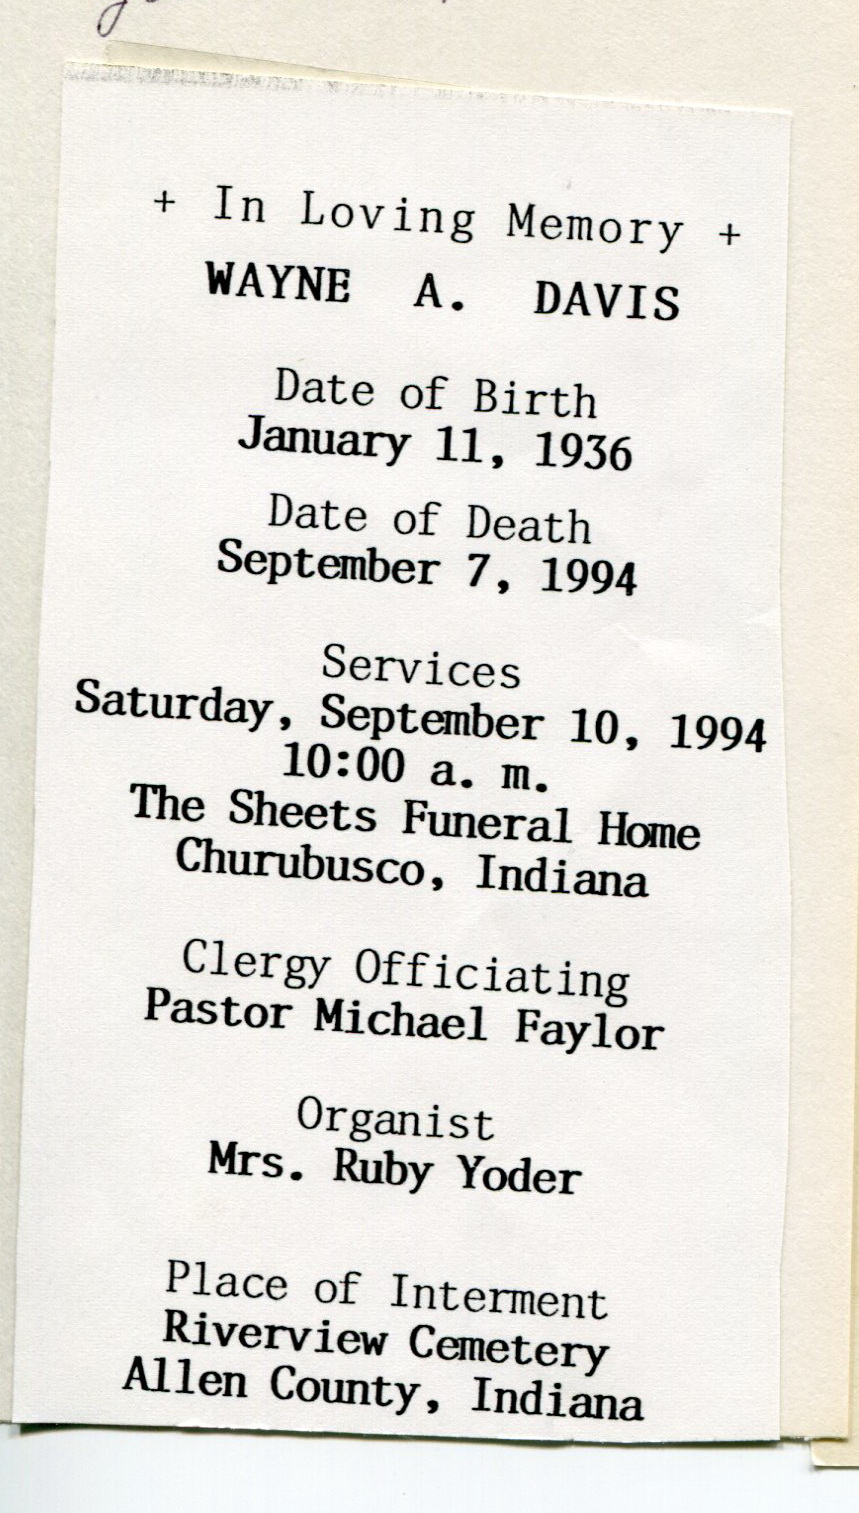 + In Loving Memory +
WAYNE A. DAVIS
Date of Birth
January 11, 1936
Date of Death
September 7, 1994
Services
Saturday, September 10, 1994
10:00 a. m.
The Sheets Funeral Home
Churubusco, Indiana
Clergy Officiating
Pastor Michael Faylor
Organist
Mrs. Ruby Yoder
Place of Interment
Riverview Cemetery
Allen County, Indiana